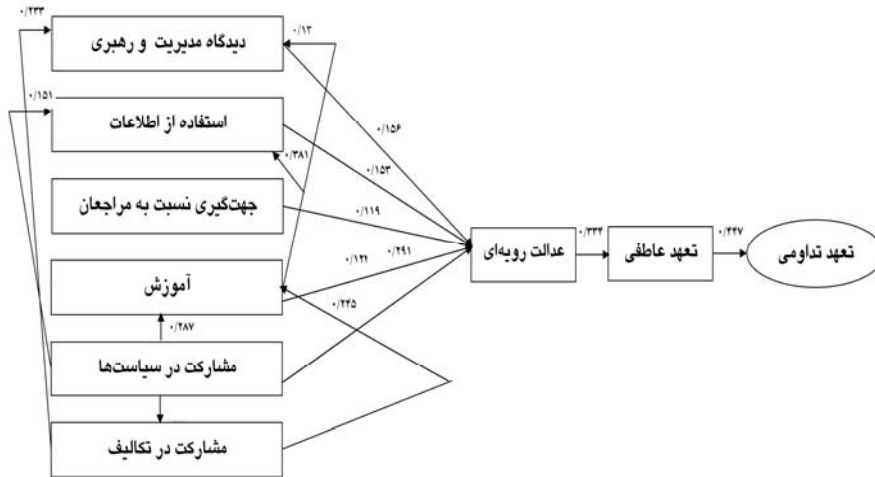 ۰/۲۳۳
دیدگاه مدیریت و رهبری
۰/۱۳
۰/۱۵۱
استفاده از اطلاعات
۰/۱۵۶
۰/۳۸۱
۰/۱۵۳
جهت‌گیری نسبت به مراجعان
۰/۱۱۹
عدالت رویه‌ای
۰/۳۳۴
تعهد عاطفی
۰/۴۴۷
تعهد تداومی
آموزش
۰/۱۲۲
۰/۲۹۱
۰/۲۴۵
۰/۲۸۷
مشارکت در سیاست‌ها
مشارکت در تکالیف